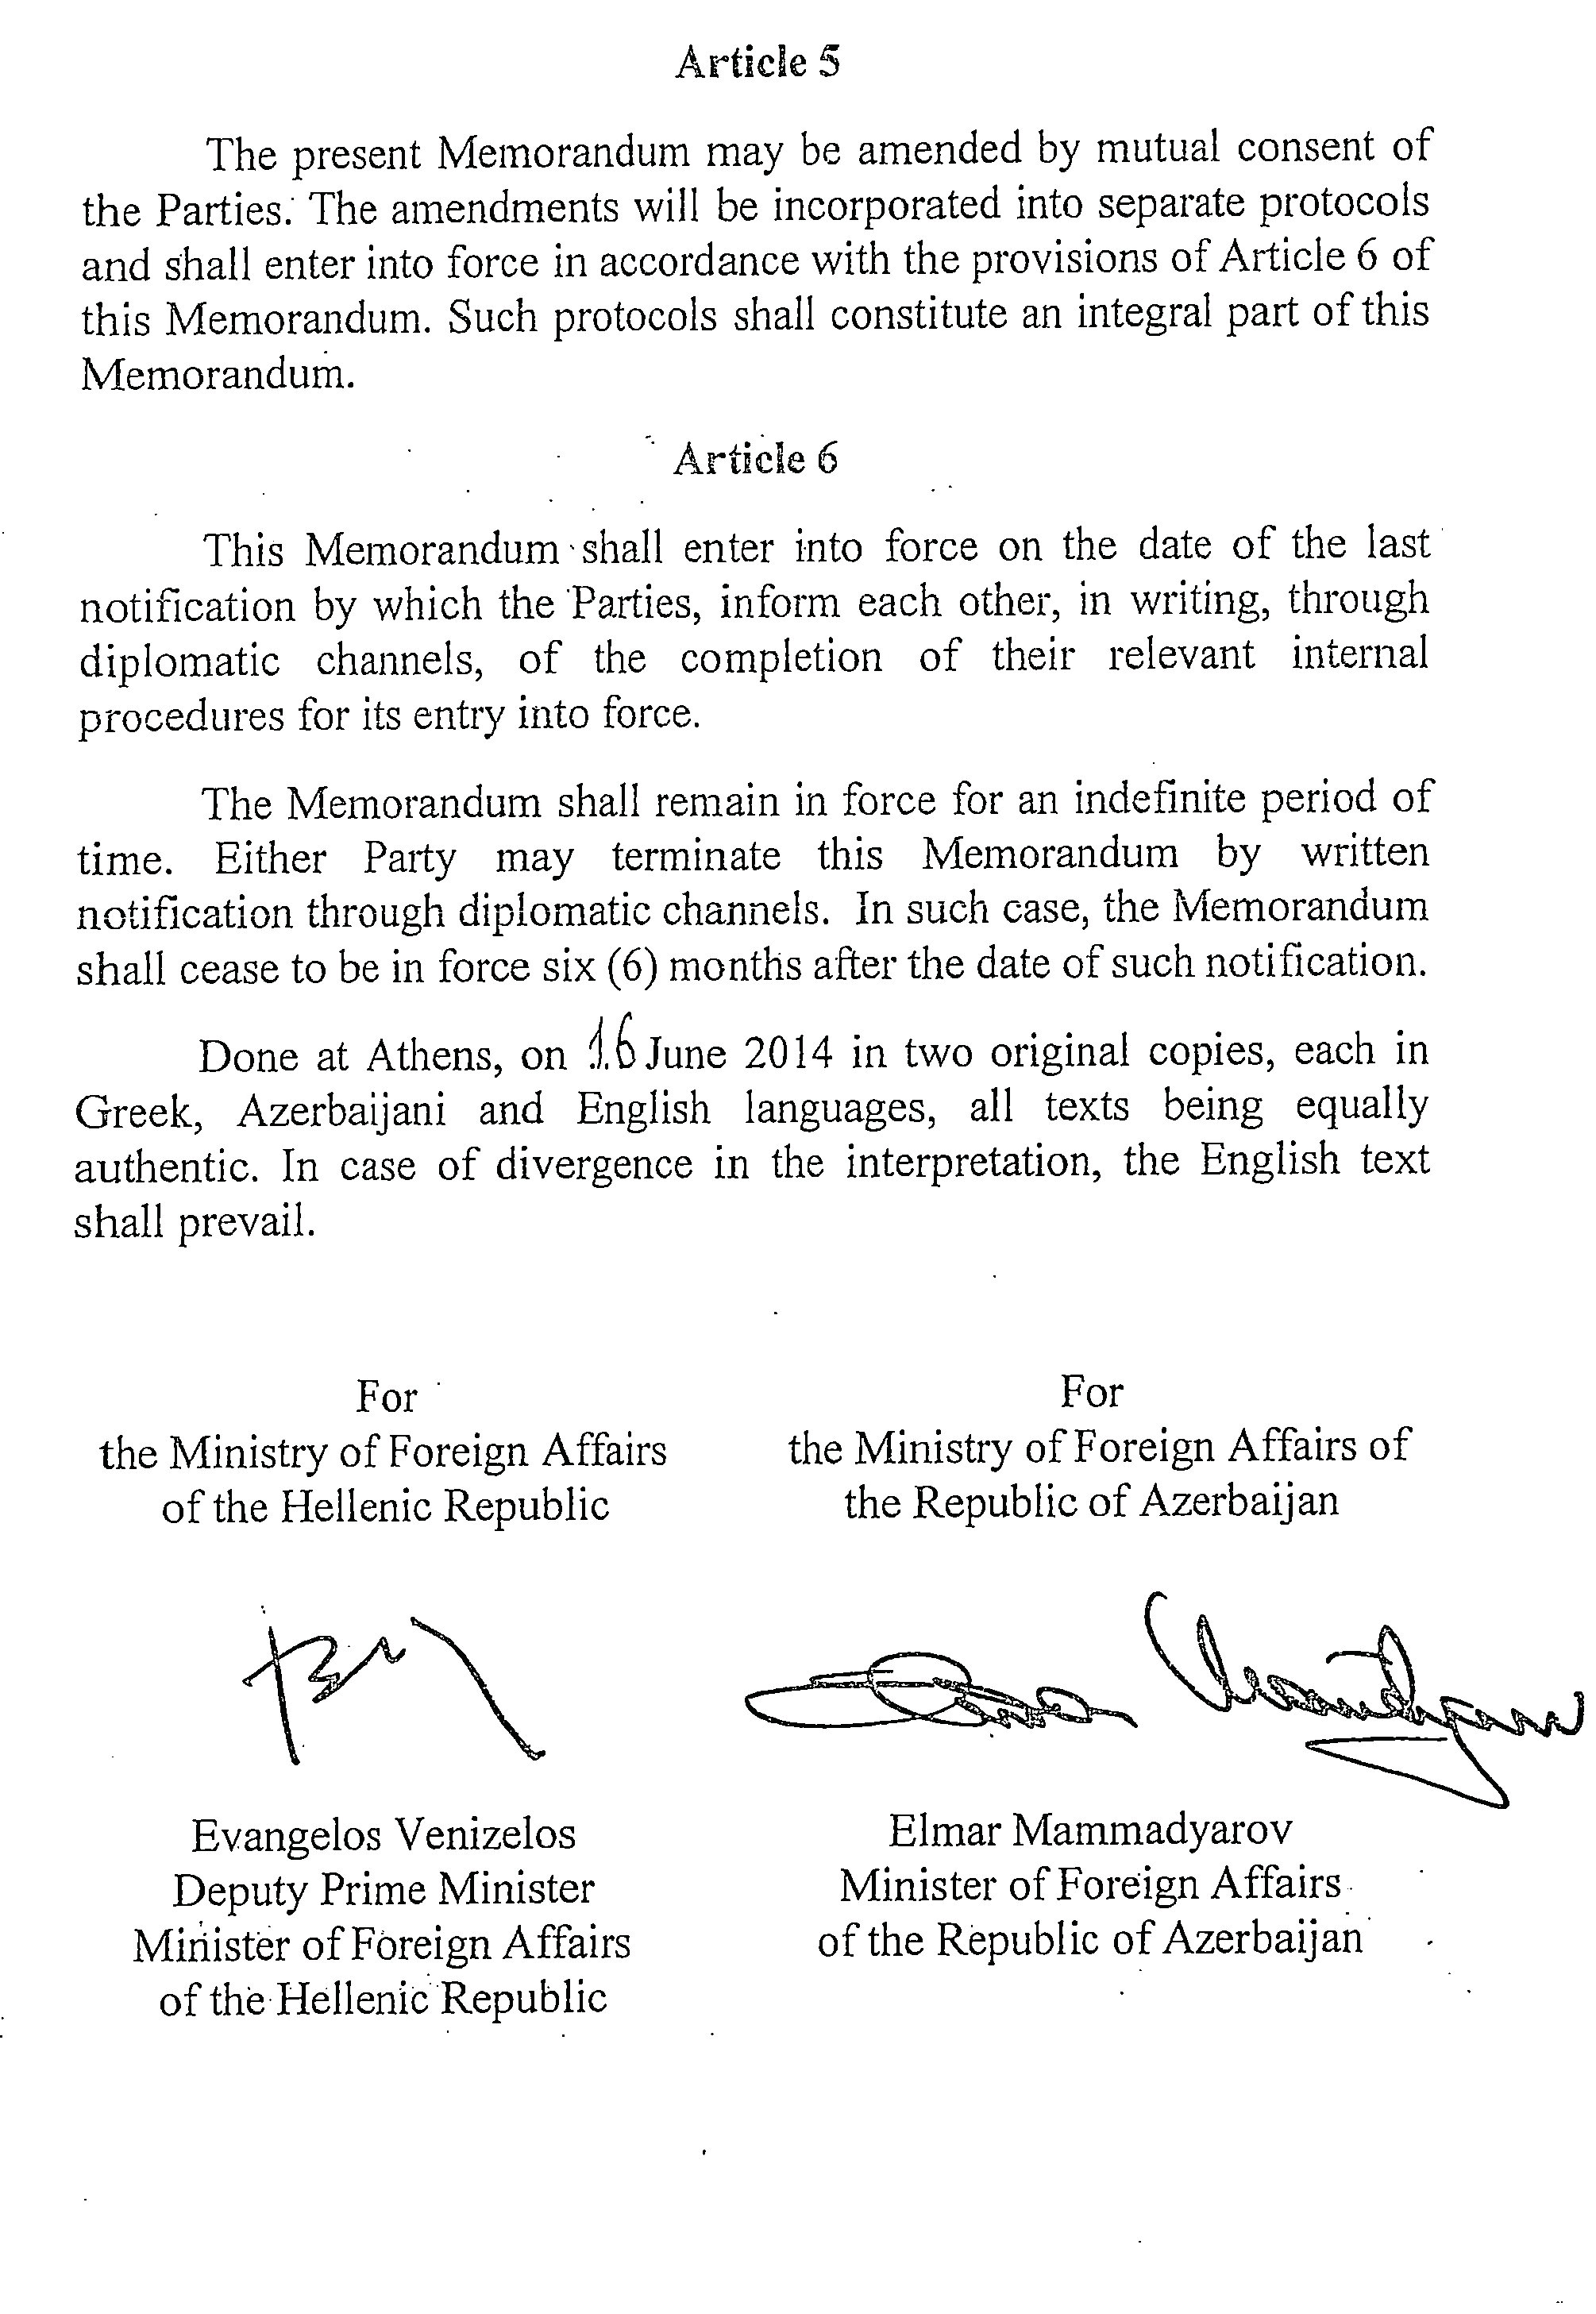 Article 5
The present Memorandum may be amended by mutual consent of
the Parties. The amendments will be incorporated into separate protocols
and shall enter into force in accordance with the provisions of Article 6 of
this Memorandum. Such protocols shall constitute an integral part of this
Memorandum.
Article 6
This Memorandum shall enter into force on the date of the last
notification by which the Parties, inform each other, in writing, through
diplomatic channels, of the completion of their relevant internal
procedures for its entry into force.
The Memorandum shall remain in force for an indefinite period of
time. Either Party may terminate this Memorandum by written
notification through diplomatic channels. In such case, the Memorandum
shall cease to be in force six (6) months after the date of such notification.
Done at Athens, on 16 June 2014 in two original copies, each in
Greek, Azerbaijani and English languages, all texts being equally
authentic. In case of divergence in the interpretation, the English text
shall prevail.
For
the Ministry of Foreign Affairs
of the Hellenic Republic
For
the Ministry of Foreign Affairs of
the Republic of Azerbaijan
Evangelos Venizelos
Deputy Prime Minister
Minister of Foreign Affairs
of the Hellenic Republic
Elmar Mammadyarov
Minister of Foreign Affairs
of the Republic of Azerbaijan